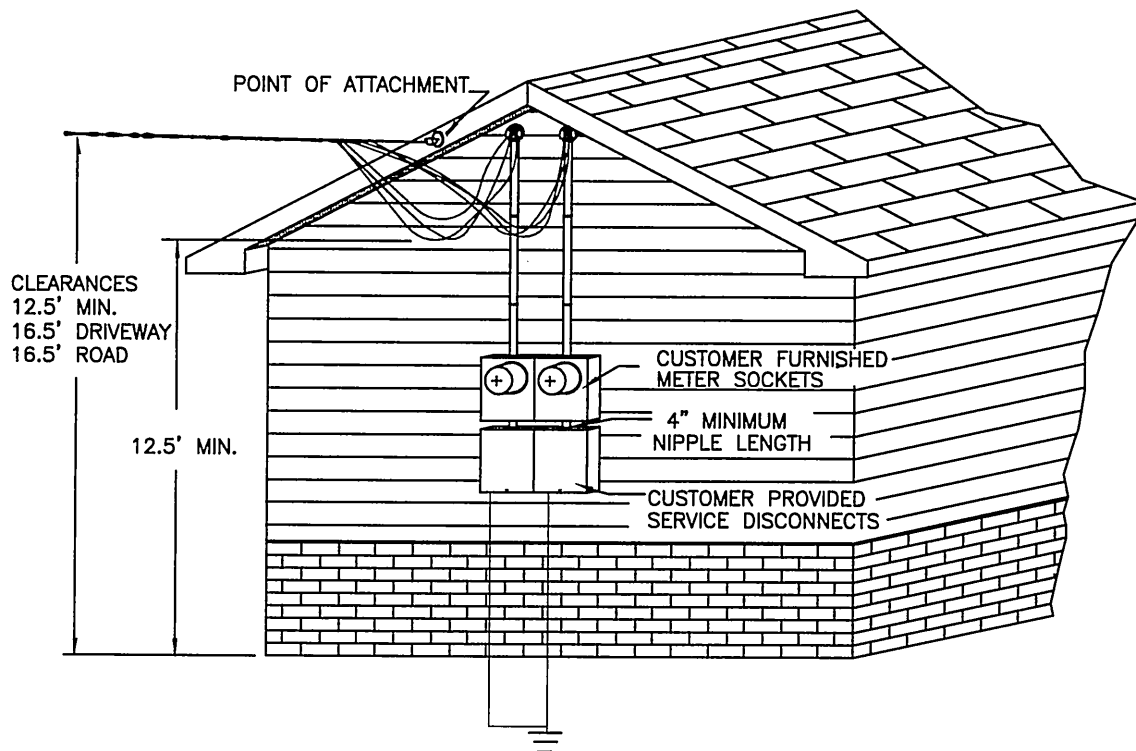 POINT OF ATTACHMENT
CLEARANCES
12.5' MIN.
16.5' DRIVEWAY
16.5' ROAD
12.5' MIN.
CUSTOMER FURNISHED
METER SOCKETS
4" MINIMUM
NIPPLE LENGTH
CUSTOMER PROVIDED
SERVICE DISCONNECTS